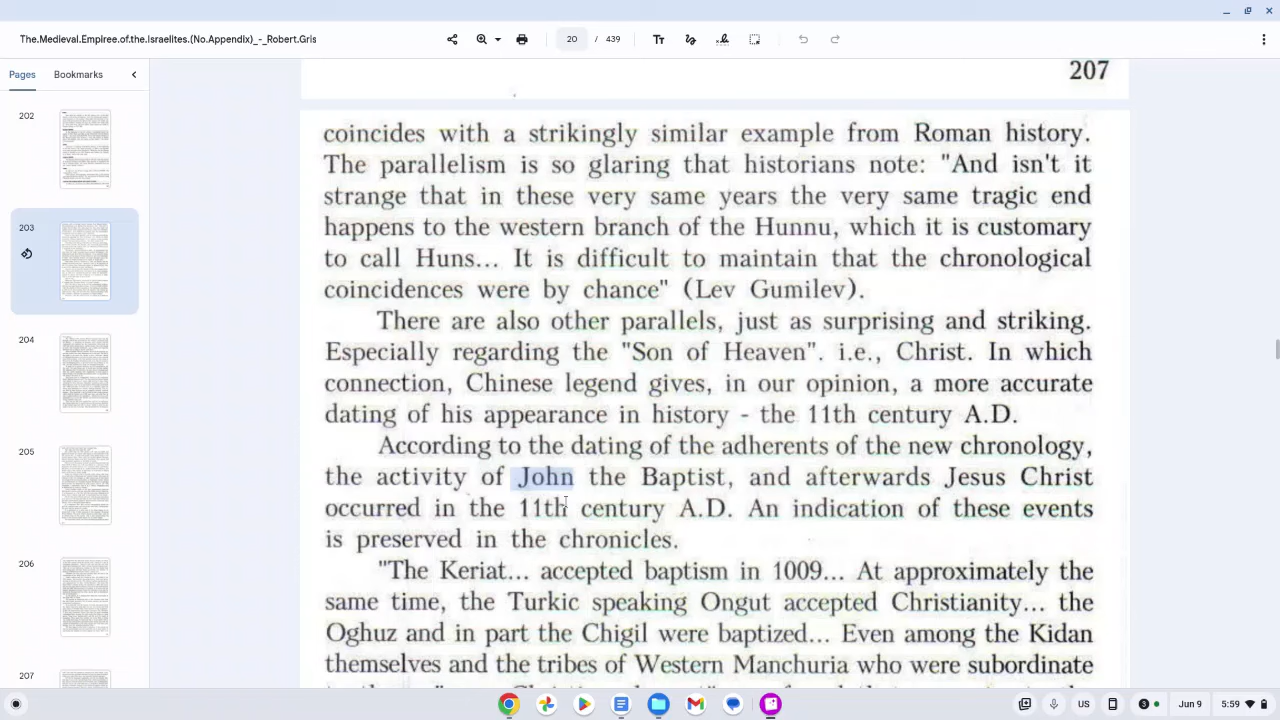 The.Medieval.Empiree.of.the.Israelites.(No.Appendix)_-_Robert.Gris
20 / 439
Pages
Bookmarks
202
203
204
205
207
coincides with a strikingly similar example from Roman history.
The parallelism is so glaring that historians note: "And isn't it
strange that in these very same years the very same tragic end
happens to the western branch of the Hunnu, which it is customary
to call Huns... It is difficult to maintain that the chronological
coincidences were by chance" (Lev Gumilev).
There are also other parallels, just as surprising and striking.
Especially regarding the "Son of Heaven". i.e., Christ. In which
connection, Chinese legend gives, in our opinion, a more accurate
dating of his appearance in history - the 11th century A.D.
According to the dating of the adherents of the new chronology,
the activity of John the Baptist, and afterwards Jesus Christ
occurred in the 11th century A.D. An indication of these events
is preserved in the chronicles.
"The Keriat... accepted baptism in 1009... At approximately the
same time, the Turkic speaking Ongut accepted Christianity... the
Oghuz and in part the Chigil were baptized... Even among the Kidan
themselves and the tribes of Western Manchuria who were subordinate
US
3
Jun 9
5:59